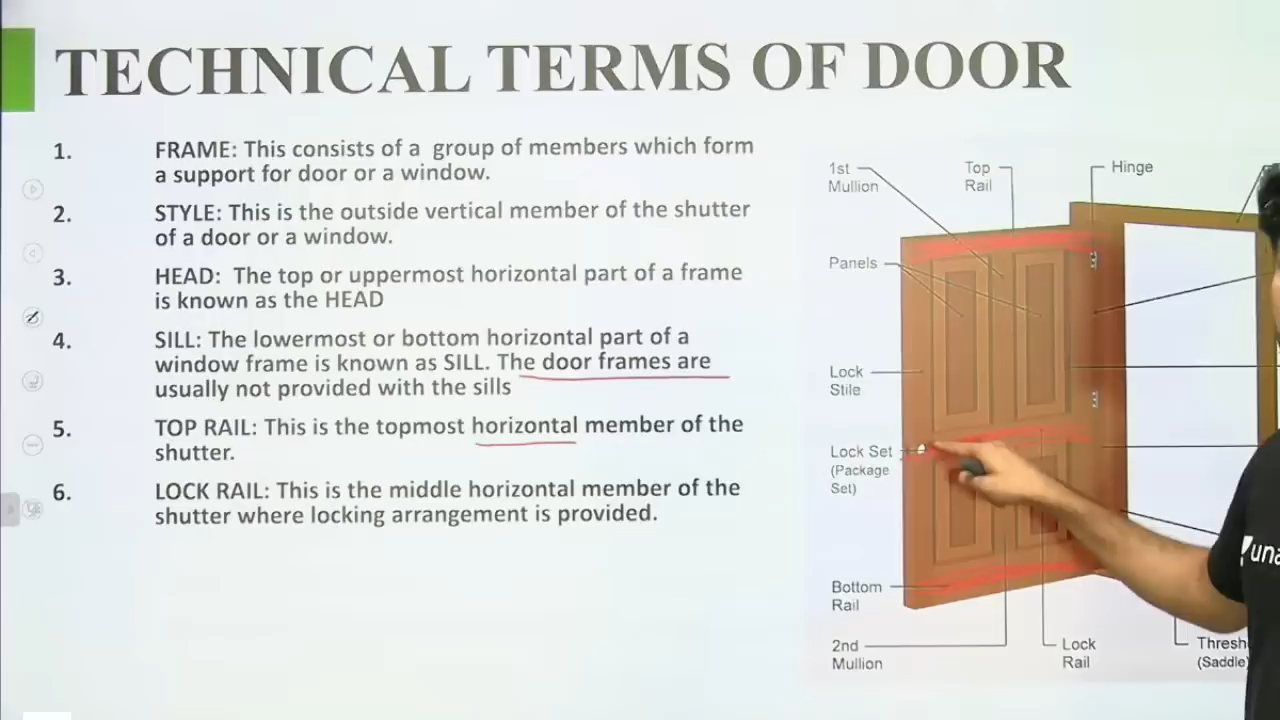 TECHNICAL TERMS OF DOOR
1. FRAME: This consists of a group of members which form
a support for door or a window.
2. STYLE: This is the outside vertical member of the shutter
of a door or a window.
3. HEAD: The top or uppermost horizontal part of a frame
is known as the HEAD
4. SILL: The lowermost or bottom horizontal part of a
window frame is known as SILL. The door frames are
usually not provided with the sills
5. TOP RAIL: This is the topmost horizontal member of the
shutter.
6. LOCK RAIL: This is the middle horizontal member of the
shutter where locking arrangement is provided.
1st
Mullion
Top
Rail
Hinge
Panels
Lock
Stile
Lock Set
(Package
Set)
Bottom
Rail
2nd
Mullion
Lock
Rail
Thresh
(Saddle)
una